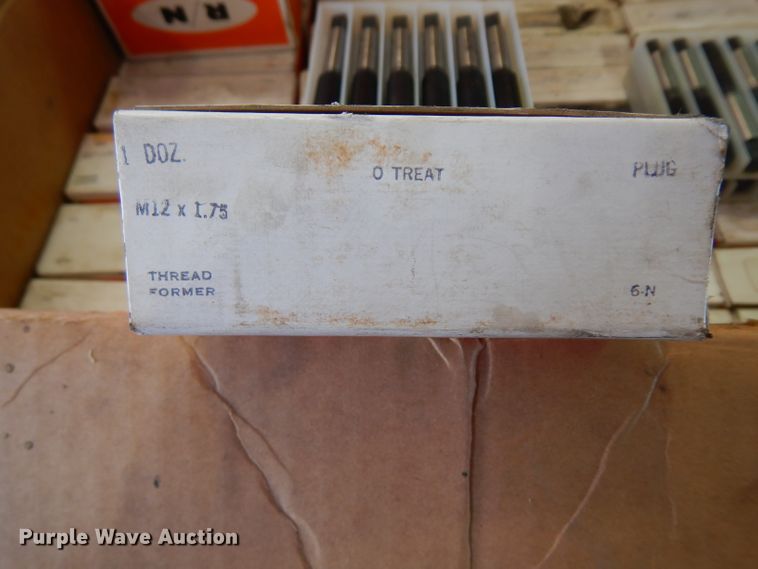 R/N
1 DOZ.
O TREAT
PLUG
M12 x 1.75
THREAD
FORMER
6-N
Purple Wave Auction